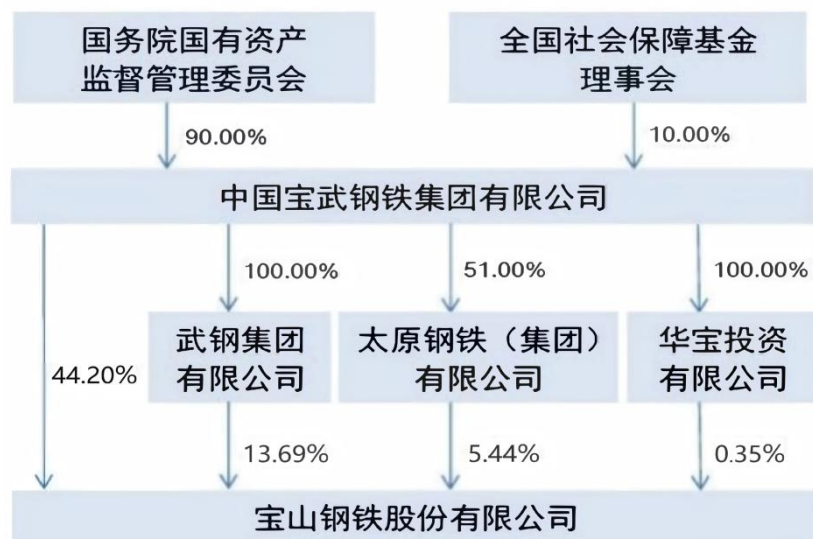 国务院国有资产
监督管理委员会
全国社会保障基金
理事会
90.00%
10.00%
中国宝武钢铁集团有限公司
100.00%
51.00%
100.00%
武钢集团
有限公司
太原钢铁（集团）
有限公司
华宝投资
有限公司
44.20%
13.69%
5.44%
0.35%
宝山钢铁股份有限公司